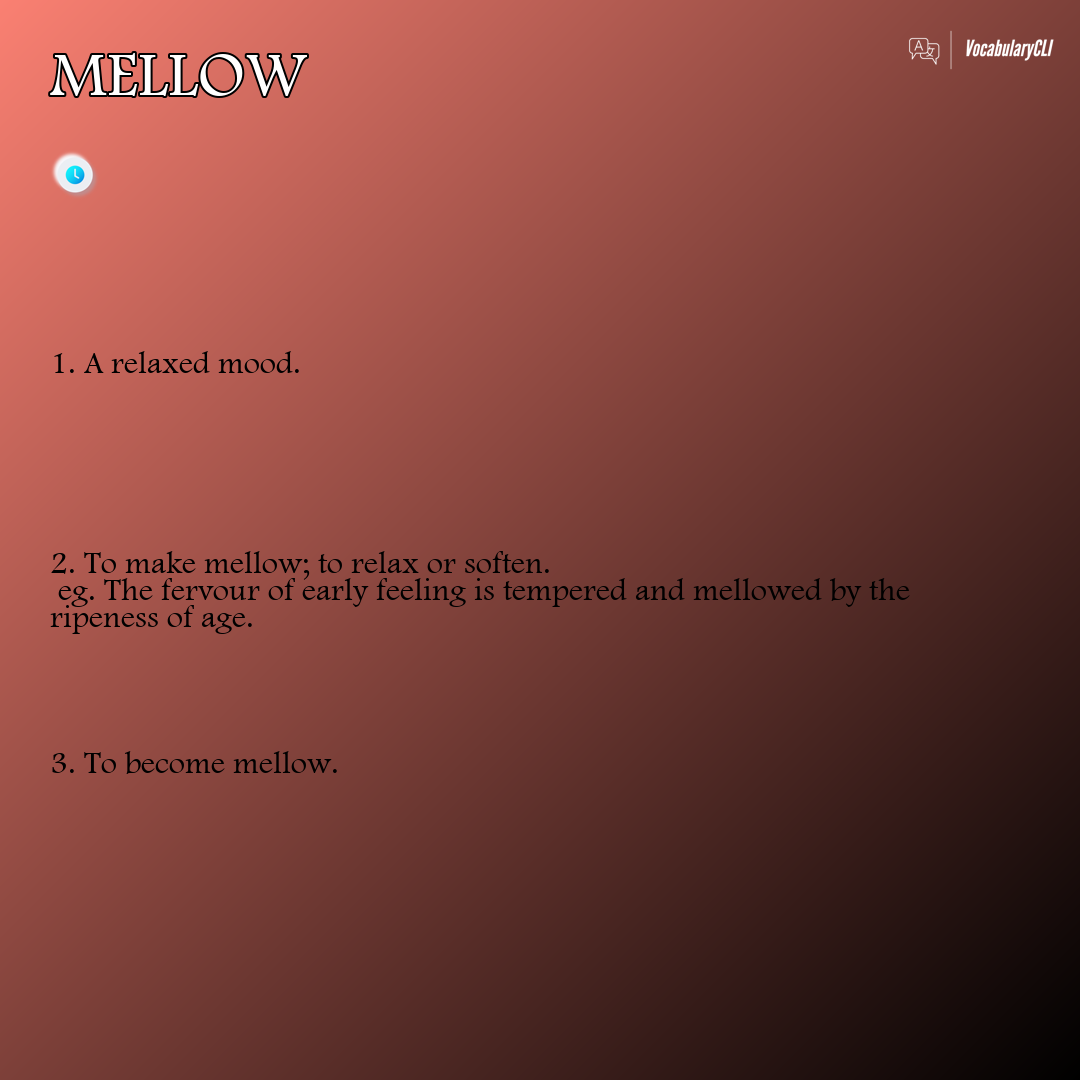 MELLOW
VocabularyCLI
1. A relaxed mood.
2. To make mellow; to relax or soften.
eg. The fervour of early feeling is tempered and mellowed by the
ripeness of age.
3. To become mellow.